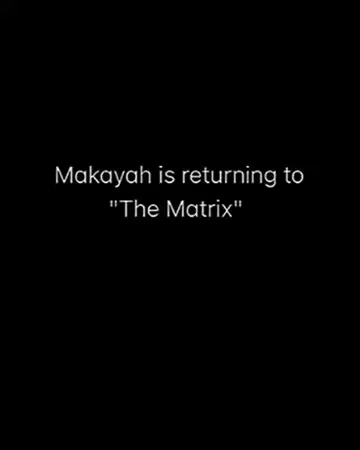 Makayah is returning to
"The Matrix"